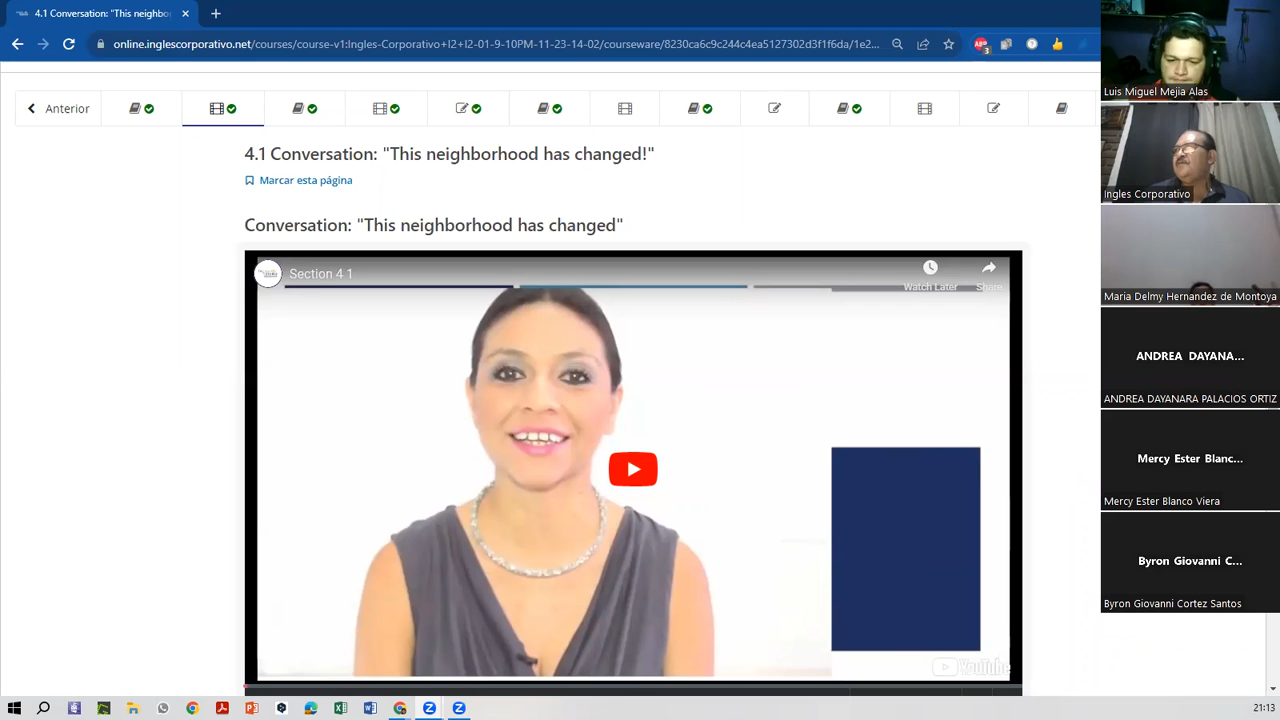 4.1 Conversation: "This neighbo
online.inglescorporativo.net/courses/course-v1:Ingles-Corporativo+I2+I2-01-9-10PM-11-23-14-02/courseware/8230ca6c9c244c4ea5127302d3f1f6da/1e2...
ABP
3
Anterior
4.1 Conversation: "This neighborhood has changed!"
Marcar esta página
Conversation: "This neighborhood has changed"
Section 4 1
Watch Later
Share
YouTube
Luis Miguel Mejia Alas
Ingles Corporativo
Maria Delmy Hernandez de Montoya
ANDREA DAYANA...
ANDREA DAYANARA PALACIOS ORTIZ
Mercy Ester Blanc...
Mercy Ester Blanco Viera
Byron Giovanni C...
Byron Giovanni Cortez Santos
21:13